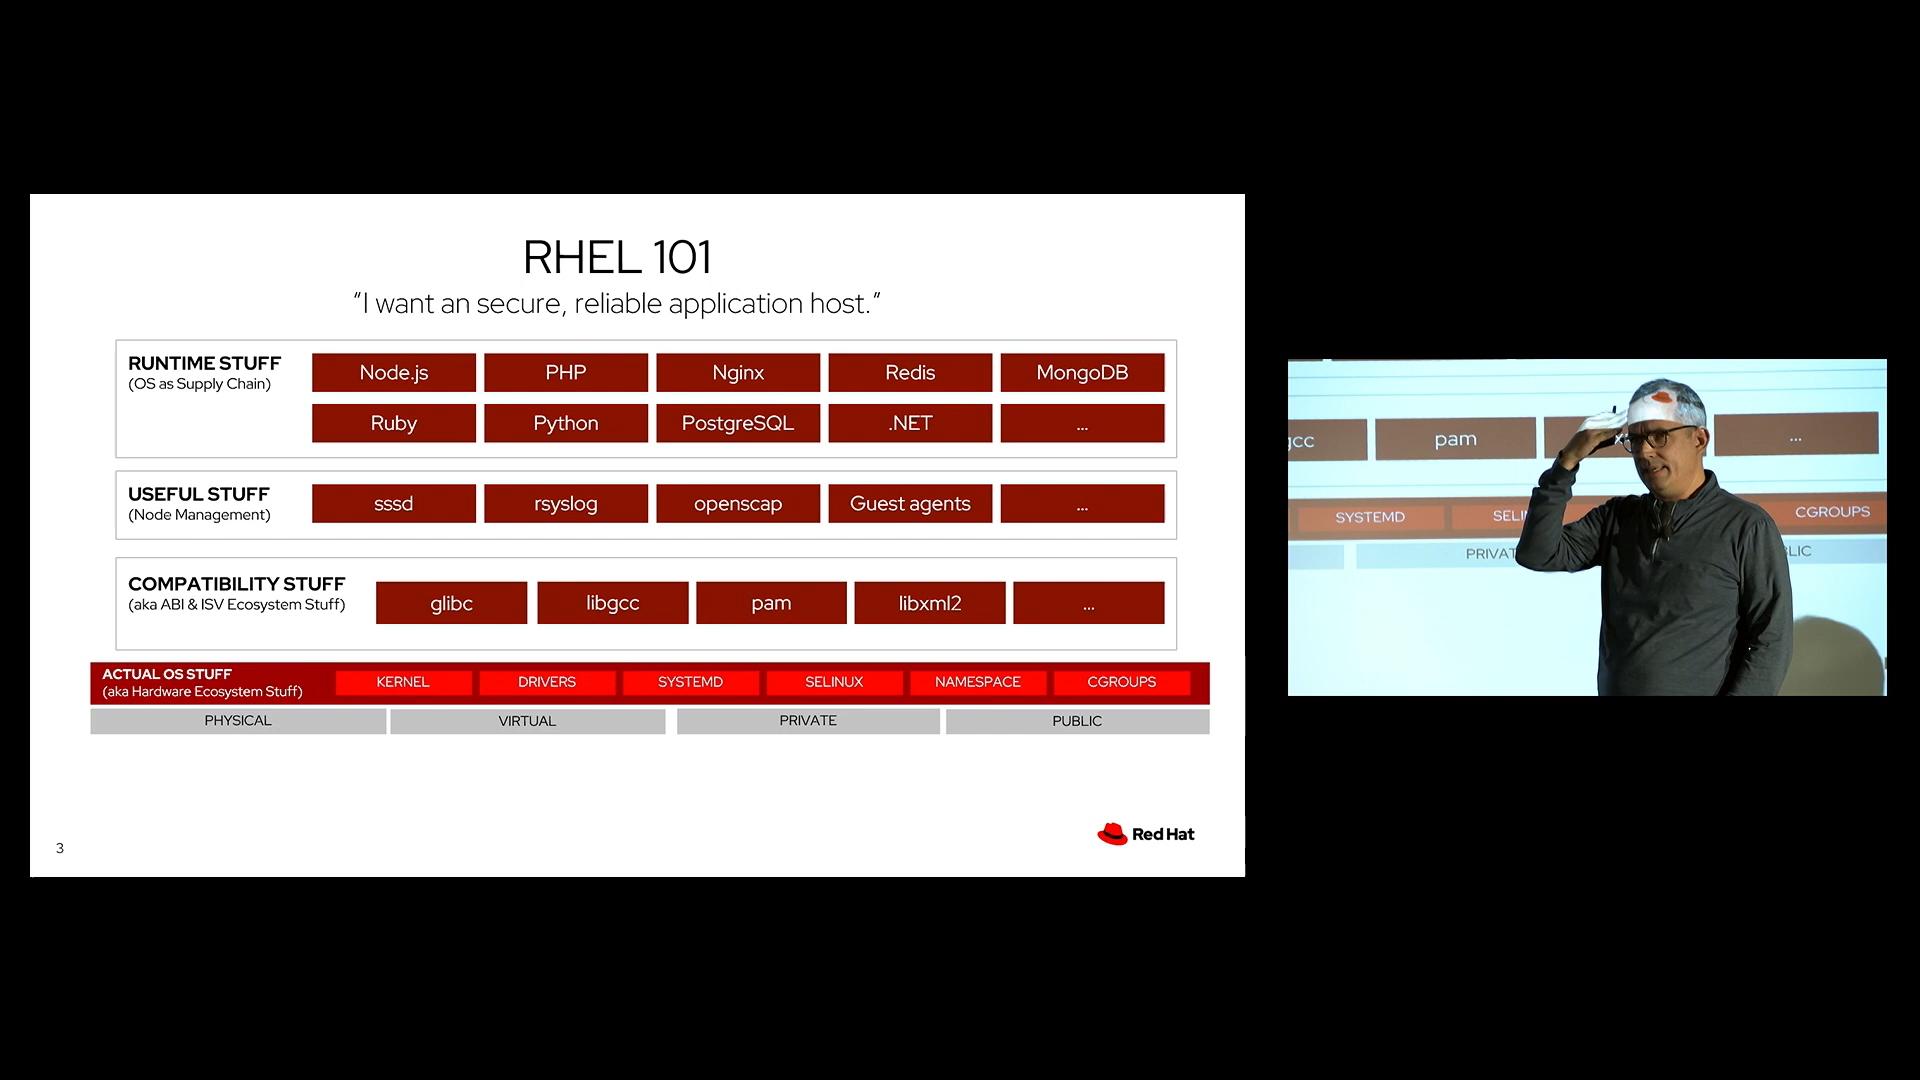 RHEL 101
“I want an secure, reliable application host.”
RUNTIME STUFF
(OS as Supply Chain)
Node.js
PHP
Nginx
Redis
MongoDB
Ruby
Python
PostgreSQL
.NET
...
USEFUL STUFF
(Node Management)
sssd
rsyslog
openscap
Guest agents
...
COMPATIBILITY STUFF
(aka ABI & ISV Ecosystem Stuff)
glibc
libgcc
pam
libxml2
...
ACTUAL OS STUFF
(aka Hardware Ecosystem Stuff)
KERNEL
DRIVERS
SYSTEMD
SELINUX
NAMESPACE
CGROUPS
PHYSICAL
VIRTUAL
PRIVATE
PUBLIC
3
Red Hat
pam
...
SYSTEMD
CGROUPS